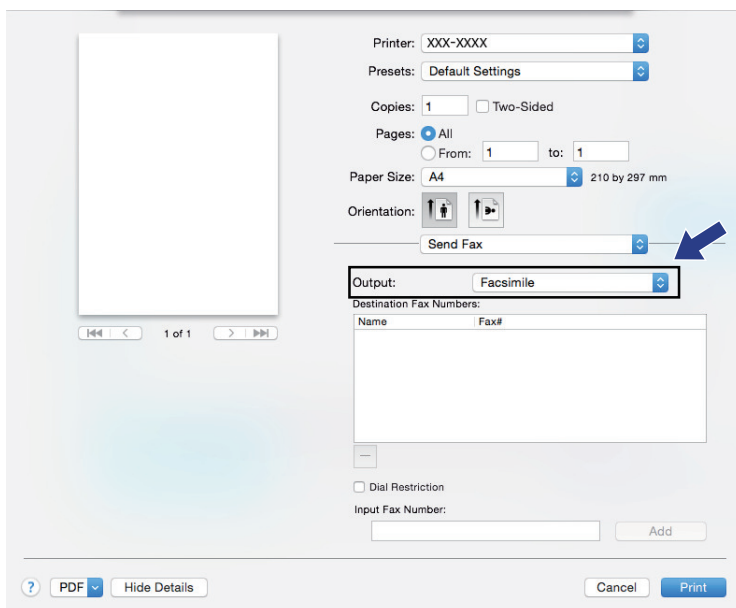 Printer: XXX-XXXX
Presets: Default Settings
Copies: 1 Two-Sided
Pages: All
From: 1 to: 1
Paper Size: A4 210 by 297 mm
Orientation:
Send Fax
Output: Facsimile
Destination Fax Numbers:
Name Fax#
1 of 1
Dial Restriction
Input Fax Number:
Add
? PDF Hide Details Cancel Print